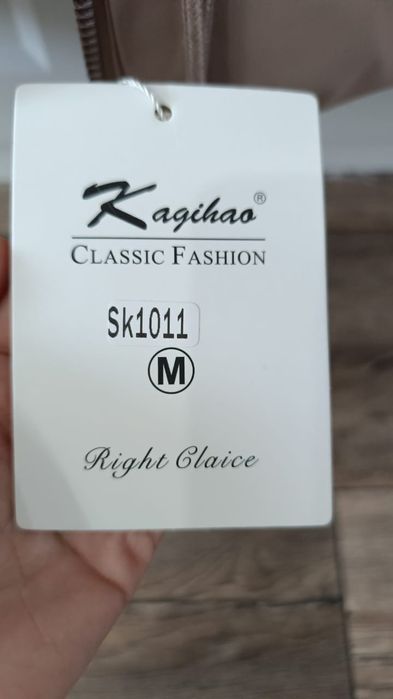 Kagihao®
CLASSIC FASHION
Sk1011
M
Right Claice